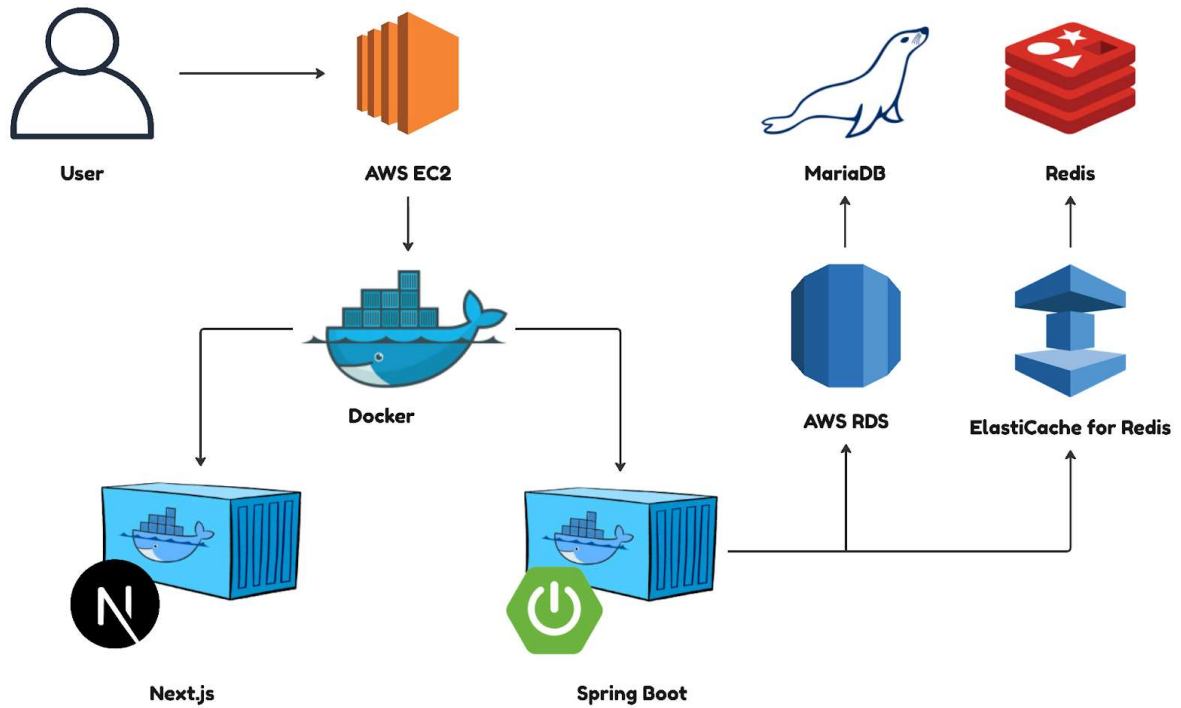 User
AWS EC2
MariaDB
Redis
Docker
AWS RDS
ElastiCache for Redis
Next.js
Spring Boot